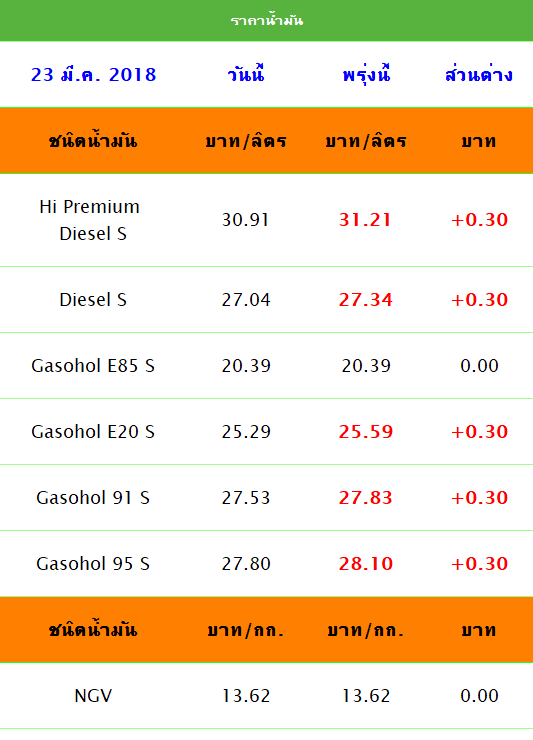 ราคาน้ำมัน
23 มี.ค. 2018 วันนี้ พรุ่งนี้ ส่วนต่าง
ชนิดน้ำมัน บาท/ลิตร บาท/ลิตร บาท
Hi Premium
Diesel S 30.91 31.21 +0.30
Diesel S 27.04 27.34 +0.30
Gasohol E85 S 20.39 20.39 0.00
Gasohol E20 S 25.29 25.59 +0.30
Gasohol 91 S 27.53 27.83 +0.30
Gasohol 95 S 27.80 28.10 +0.30
ชนิดน้ำมัน บาท/กก. บาท/กก. บาท
NGV 13.62 13.62 0.00